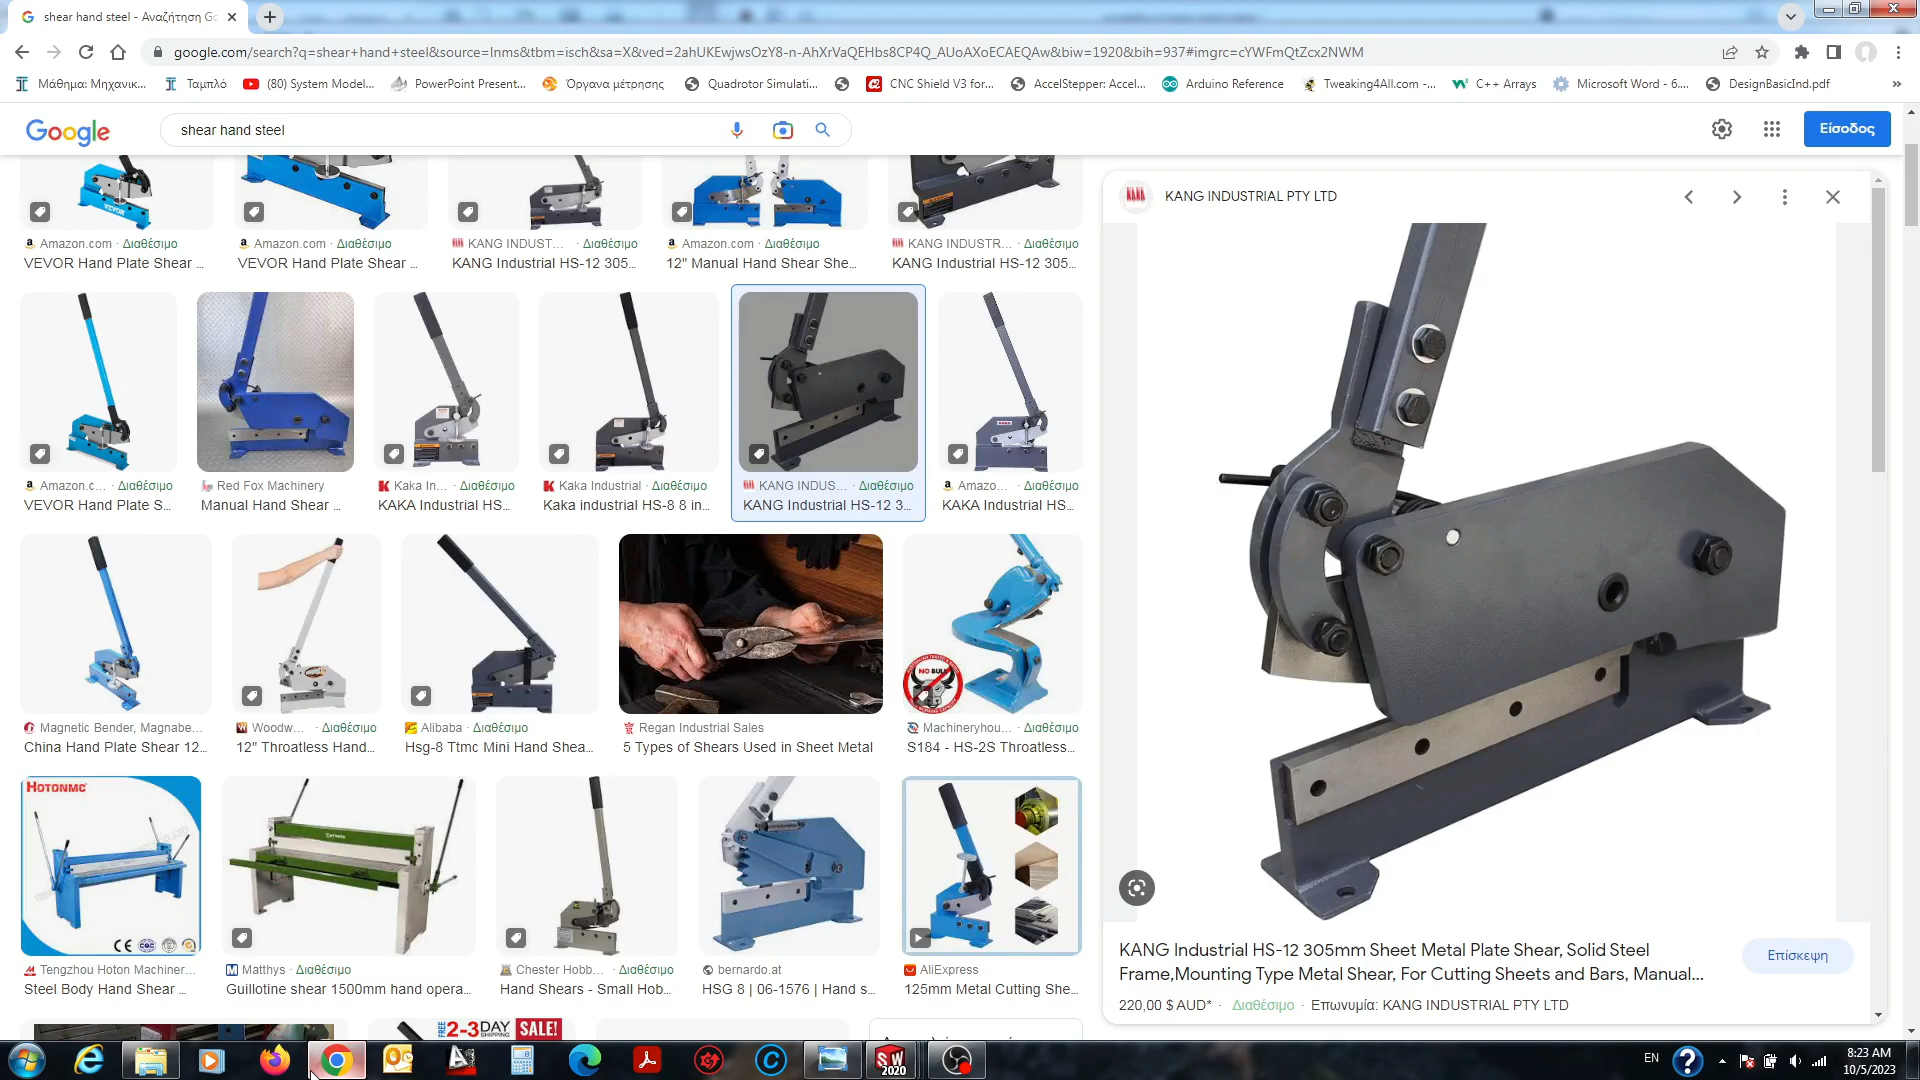 shear hand steel - Αναζήτηση Go
google.com/search?q=shear+hand+steel&source=lnms&tbm=isch&sa=X&ved=2ahUKEwjwsOzY8-n-AhXrVaQEHbs8CP4Q_AUoAXoECAEQAw&biw=1920&bih=937#imgrc=cYWFmQtZcx2NWM
Μάθημα: Μηχανικ... Ταμπλό (80) System Model... PowerPoint Present... Όργανα μέτρησης Quadrotor Simulati... CNC Shield V3 for... AccelStepper: Accel... Arduino Reference Tweaking4All.com -... C++ Arrays Microsoft Word - 6.... DesignBasicInd.pdf »
Google shear hand steel Είσοδος
VEVOR
Amazon.com · Διαθέσιμο Amazon.com · Διαθέσιμο KANG INDUST... · Διαθέσιμο Amazon.com · Διαθέσιμο KANG INDUSTR... · Διαθέσιμο
VEVOR Hand Plate Shear ... VEVOR Hand Plate Shear ... KANG Industrial HS-12 305... 12" Manual Hand Shear She... KANG Industrial HS-12 305...
Amazon.c... · Διαθέσιμο Red Fox Machinery Kaka In... · Διαθέσιμο Kaka Industrial · Διαθέσιμο KANG INDUS... · Διαθέσιμο Amazo... · Διαθέσιμο
VEVOR Hand Plate S... Manual Hand Shear ... KAKA Industrial HS... Kaka industrial HS-8 8 in... KANG Industrial HS-12 3... KAKA Industrial HS...
NO BULL
Magnetic Bender, Magnabe... Woodw... · Διαθέσιμο Alibaba · Διαθέσιμο Regan Industrial Sales Machineryhou... · Διαθέσιμο
China Hand Plate Shear 12... 12" Throatless Hand... Hsg-8 Ttmc Mini Hand Shea... 5 Types of Shears Used in Sheet Metal S184 - HS-2S Throatless...
HOTONMC
CE
Tengzhou Hoton Machiner... Matthys · Διαθέσιμο Chester Hobb... · Διαθέσιμο bernardo.at AliExpress
Steel Body Hand Shear ... Guillotine shear 1500mm hand opera... Hand Shears - Small Hob... HSG 8 | 06-1576 | Hand s... 125mm Metal Cutting She...
FREE 2-3 DAY SHIPPING SALE!
KANG INDUSTRIAL PTY LTD
KANG Industrial HS-12 305mm Sheet Metal Plate Shear, Solid Steel
Frame,Mounting Type Metal Shear, For Cutting Sheets and Bars, Manual...
Επίσκεψη
220,00 $ AUD* · Διαθέσιμο · Επωνυμία: KANG INDUSTRIAL PTY LTD
SW 2020
EN
8:23 AM
10/5/2023